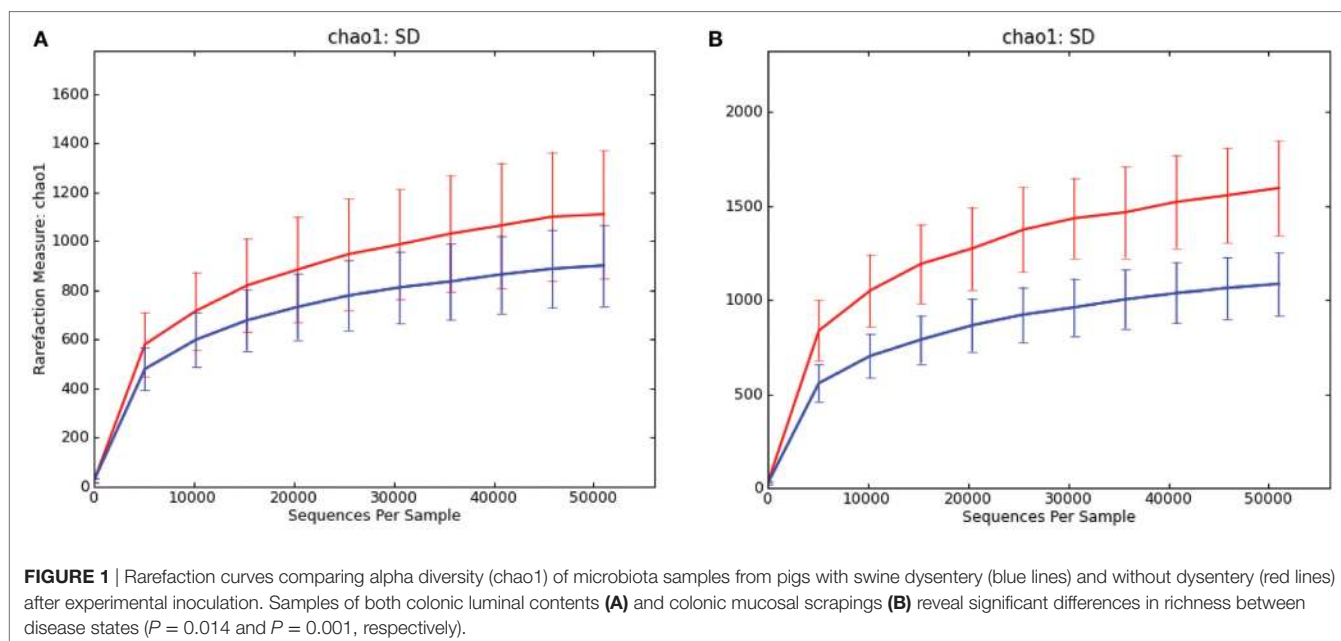 A
chao1: SD
1600
1400
1200
1000
800
600
400
200
0
Rarefaction Measure: chao1
0 10000 20000 30000 40000 50000
Sequences Per Sample
B
chao1: SD
2000
1500
1000
500
0
0 10000 20000 30000 40000 50000
Sequences Per Sample
FIGURE 1 | Rarefaction curves comparing alpha diversity (chao1) of microbiota samples from pigs with swine dysentery (blue lines) and without dysentery (red lines)
after experimental inoculation. Samples of both colonic luminal contents (A) and colonic mucosal scrapings (B) reveal significant differences in richness between
disease states (P = 0.014 and P = 0.001, respectively).